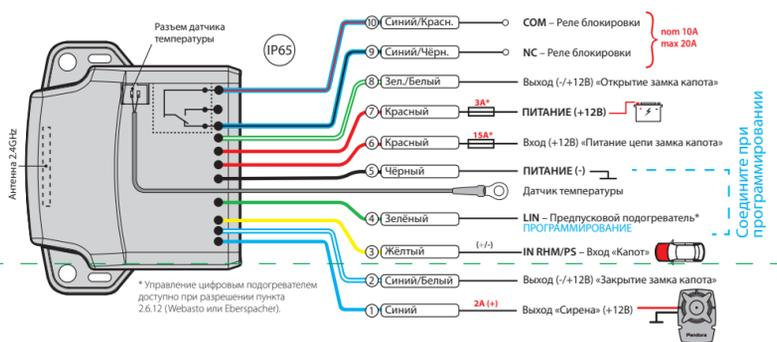 Разъем датчика
температуры
IP65
Антенна 2.4GHz
10 Синий/Красн. COM – Реле блокировки
nom 10A
max 20A
9 Синий/Чёрн. NC – Реле блокировки
8 Зел./Белый Выход (-/+12В) «Открытие замка капота»
7 Красный 3А* ПИТАНИЕ (+12В)
6 Красный 15А* Вход (+12В) «Питание цепи замка капота»
5 Чёрный ПИТАНИЕ (-)
Датчик температуры
4 Зелёный LIN – Предпусковой подогреватель*
ПРОГРАММИРОВАНИЕ
3 Жёлтый (+/-) IN RHM/PS – Вход «Капот»
2 Синий/Белый Выход (-/+12В) «Закрытие замка капота»
1 Синий 2А (+) Выход «Сирена» (+12В)
Соедините при
программировании
* Управление цифровым подогревателем
доступно при разрешении пункта
2.6.12 (Webasto или Eberspacher).
Pandora